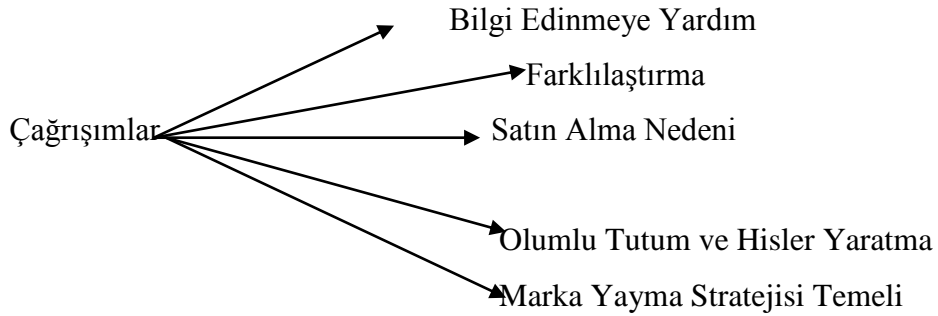 Bilgi Edinmeye Yardım
Farklılaştırma
Çağrışımlar
Satın Alma Nedeni
Olumlu Tutum ve Hisler Yaratma
Marka Yayma Stratejisi Temeli